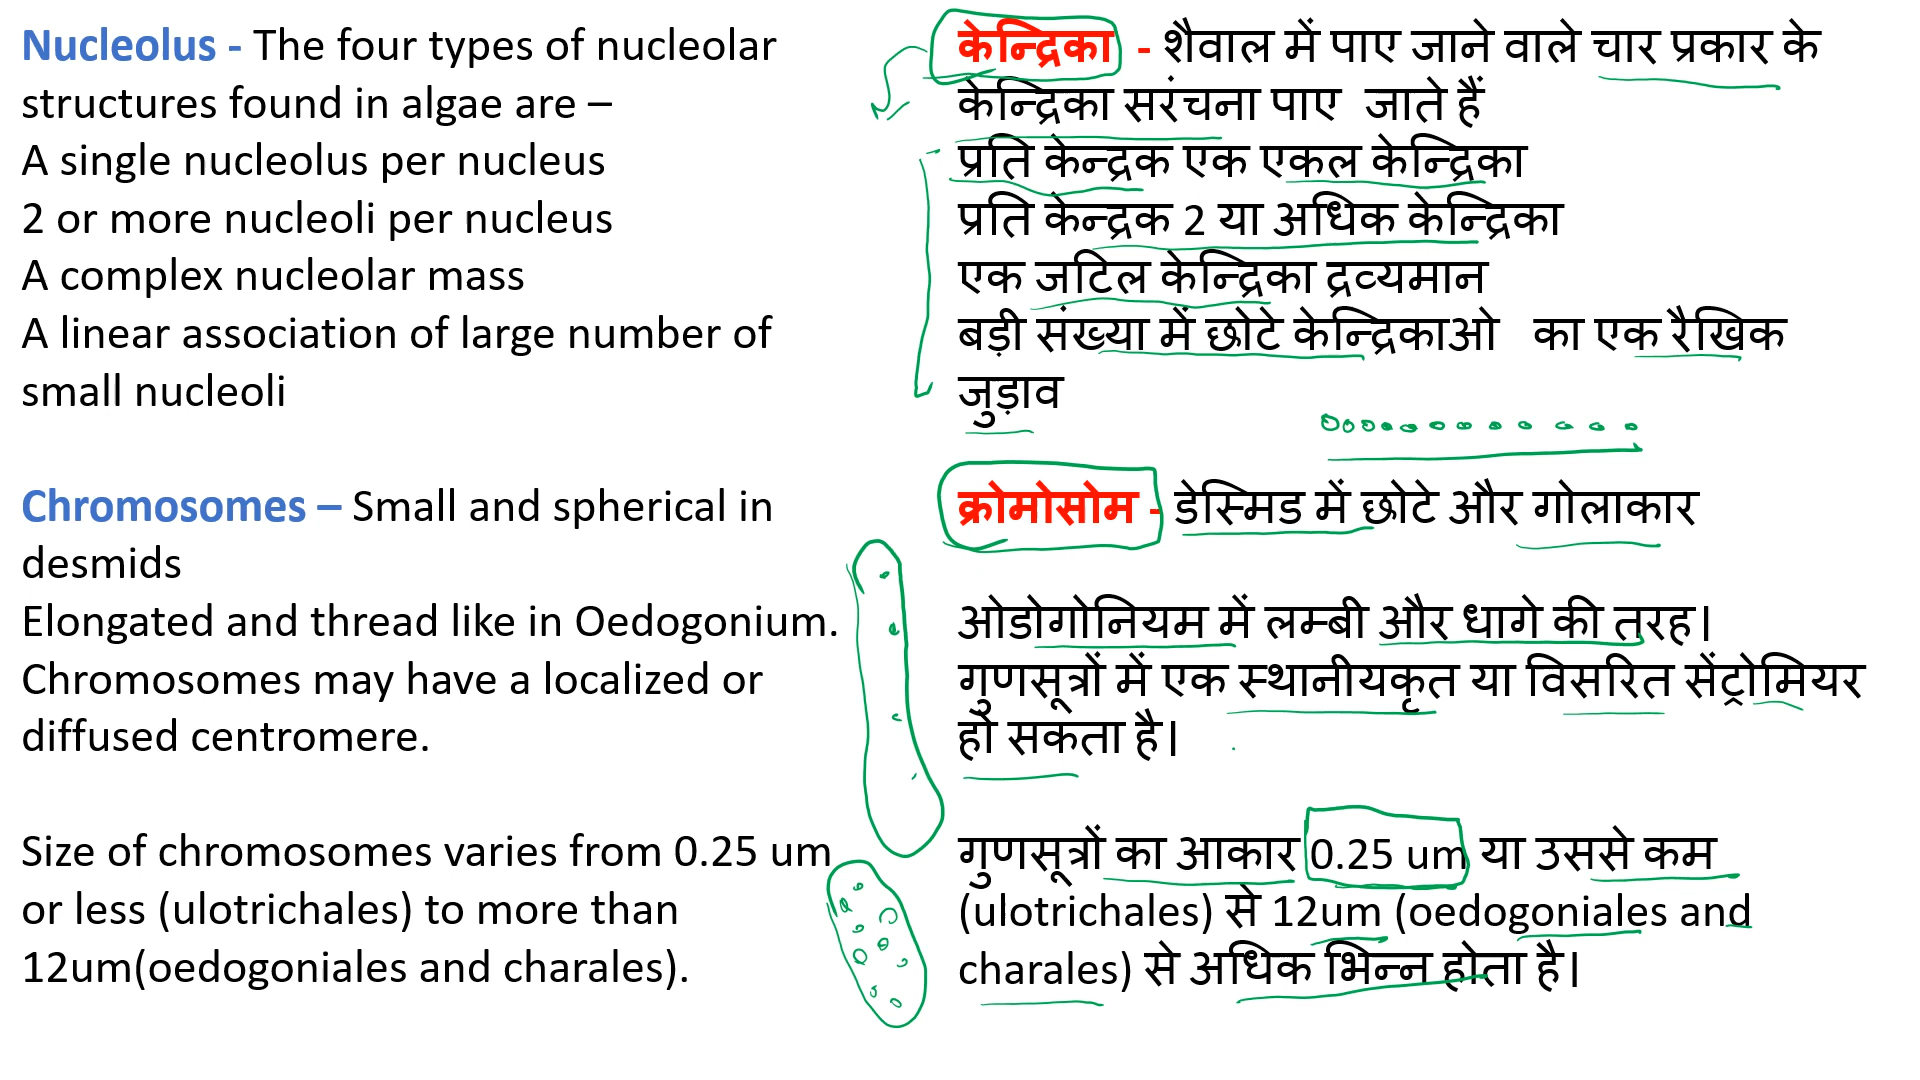 Nucleolus - The four types of nucleolar
structures found in algae are –
A single nucleolus per nucleus
2 or more nucleoli per nucleus
A complex nucleolar mass
A linear association of large number of
small nucleoli
Chromosomes – Small and spherical in
desmids
Elongated and thread like in Oedogonium.
Chromosomes may have a localized or
diffused centromere.
Size of chromosomes varies from 0.25 um
or less (ulotrichales) to more than
12um(oedogoniales and charales).
केन्द्रिका - शैवाल में पाए जाने वाले चार प्रकार के
केन्द्रिका सरंचना पाए जाते हैं
प्रति केन्द्रक एक एकल केन्द्रिका
प्रति केन्द्रक 2 या अधिक केन्द्रिका
एक जटिल केन्द्रिका द्रव्यमान
बड़ी संख्या में छोटे केन्द्रिकाओ का एक रैखिक
जुड़ाव
क्रोमोसोम - डेस्मिड में छोटे और गोलाकार
ओडोगोनियम में लम्बी और धागे की तरह।
गुणसूत्रों में एक स्थानीयकृत या विसरित सेंट्रोमियर
हो सकता है।
गुणसूत्रों का आकार 0.25 um या उससे कम
(ulotrichales) से 12um (oedogoniales and
charales) से अधिक भिन्न होता है।